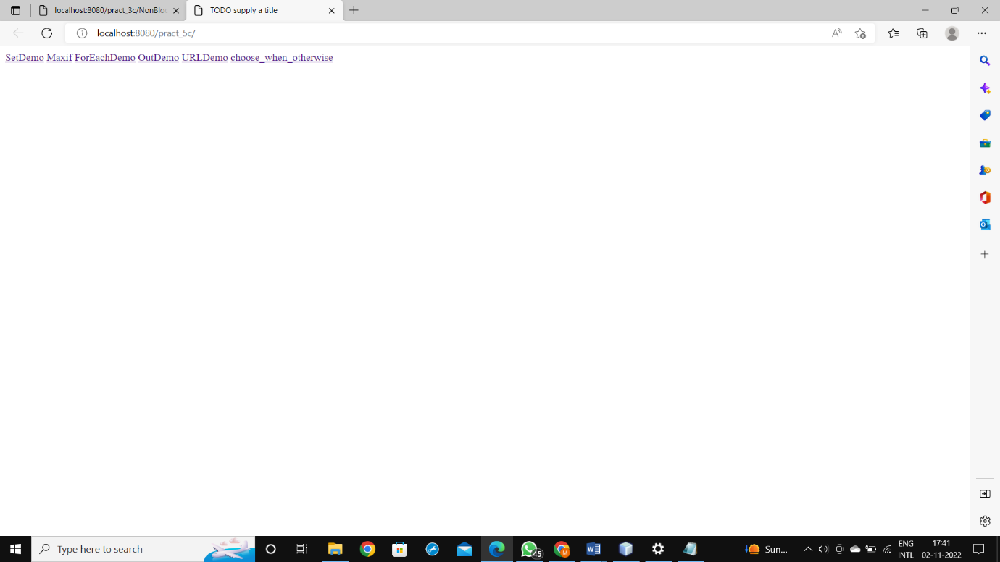 localhost:8080/pract_3c/NonBloc
TODO supply a title
localhost:8080/pract_5c/
SetDemo Maxif ForEachDemo OutDemo URLDemo choose_when_otherwise
Type here to search
45
M
Sun...
ENG
INTL
17:41
02-11-2022